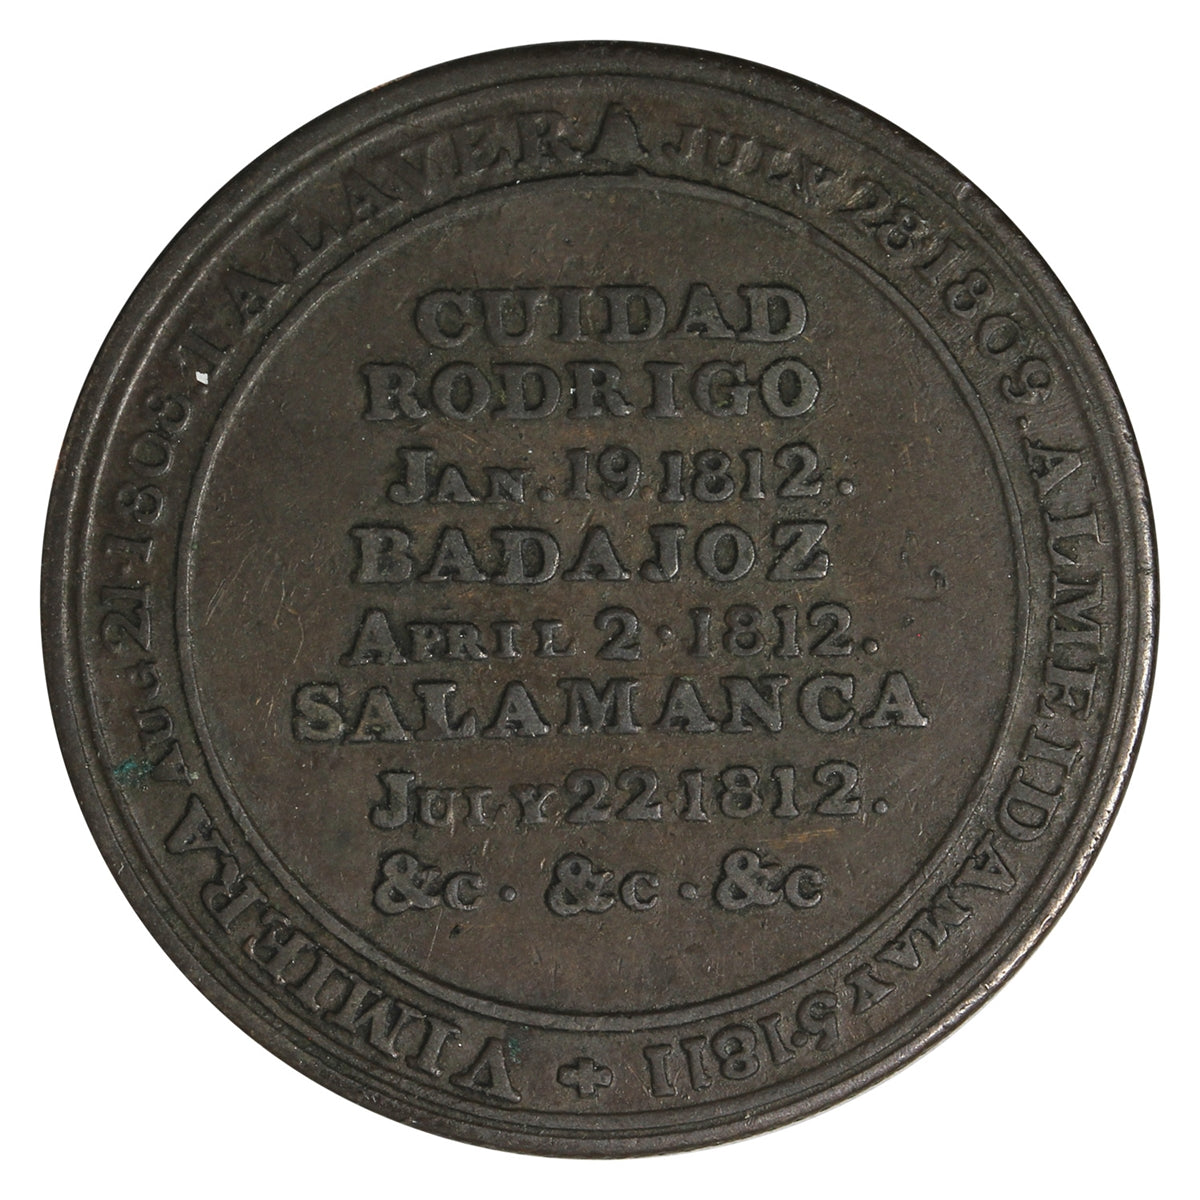 VIMIERA AUG. 21·1808. TALAVERA JULY 28·1809. ALMEIDA MAY 5·1811
CUIDAD
RODRIGO
JAN. 19·1812.
BADAJOZ
APRIL 2·1812.
SALAMANCA
JULY 22·1812.
&C · &C · &C